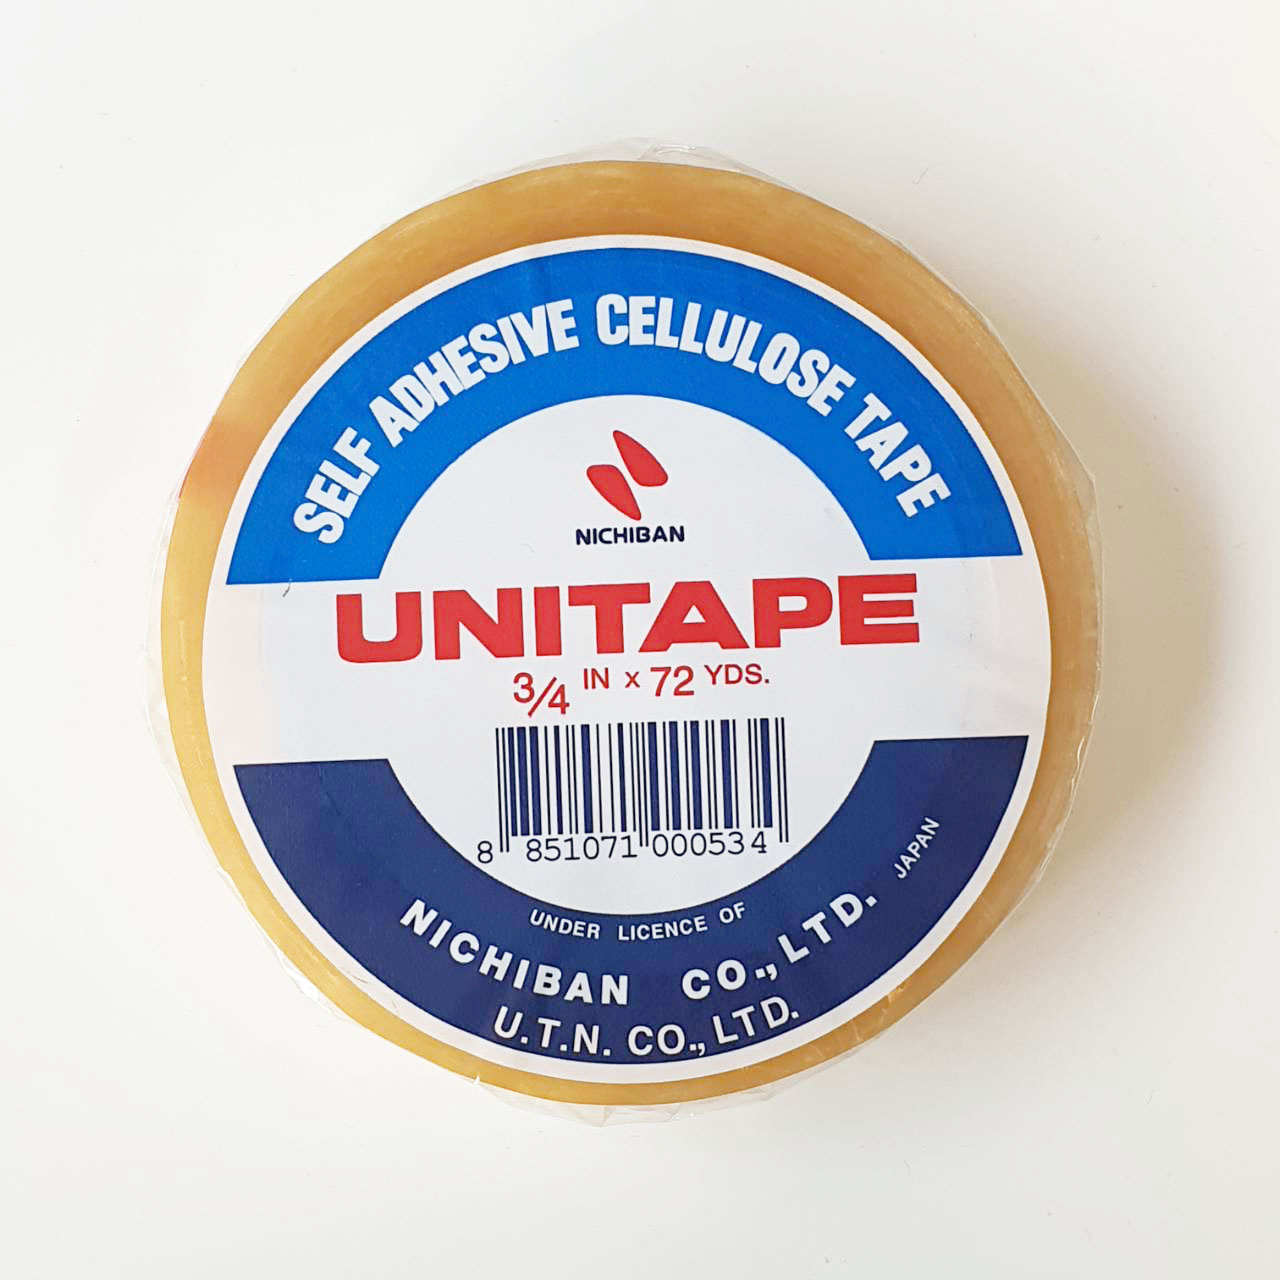 SELF ADHESIVE CELLULOSE TAPE
NICHIBAN
UNITAPE
3/4 IN x 72 YDS.
8 851071 000534
UNDER LICENCE OF
NICHIBAN CO., LTD. JAPAN
U.T.N. CO., LTD.